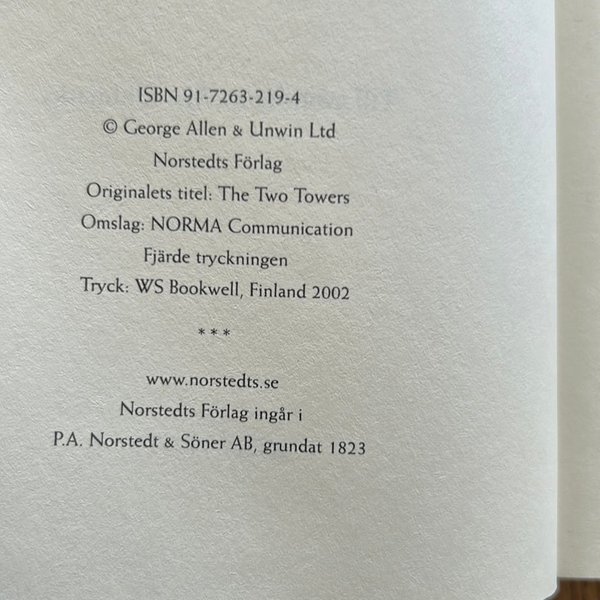 ISBN 91-7263-219-4
© George Allen & Unwin Ltd
Norstedts Förlag
Originalets titel: The Two Towers
Omslag: NORMA Communication
Fjärde tryckningen
Tryck: WS Bookwell, Finland 2002
* * *
www.norstedts.se
Norstedts Förlag ingår i
P.A. Norstedt & Söner AB, grundat 1823